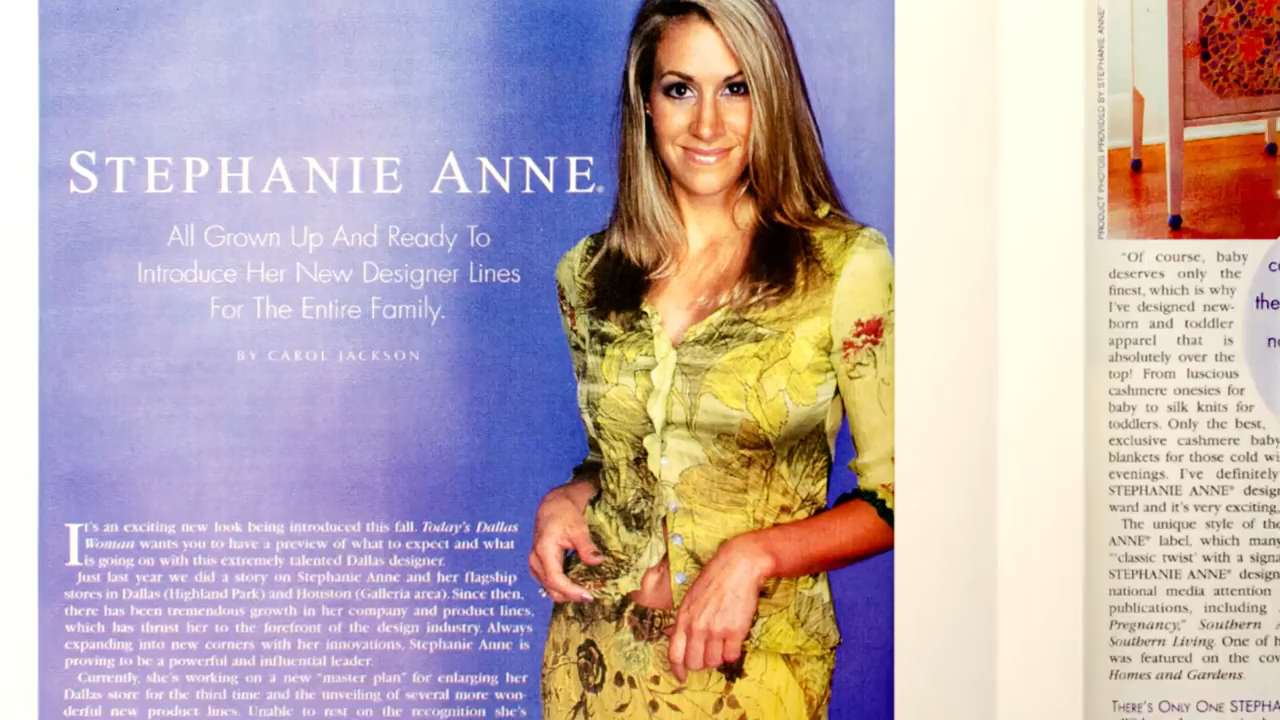 STEPHANIE ANNE®
All Grown Up And Ready To
Introduce Her New Designer Lines
For The Entire Family.
BY CAROL JACKSON
It's an exciting new look being introduced this fall. Today's Dallas
Woman wants you to have a preview of what to expect and what
is going on with this extremely talented Dallas designer.
Just last year we did a story on Stephanie Anne and her flagship
stores in Dallas (Highland Park) and Houston (Galleria area). Since then,
there has been tremendous growth in her company and product lines,
which has thrust her to the forefront of the design industry. Always
expanding into new corners with her innovations, Stephanie Anne is
proving to be a powerful and influential leader.
Currently, she's working on a new "master plan" for enlarging her
Dallas store for the third time and the unveiling of several more won-
derful new product lines. Unable to rest on the recognition she's
PRODUCT PHOTOS PROVIDED BY STEPHANIE ANNE®
"Of course, baby
deserves only the
finest, which is why
I've designed new-
born and toddler
apparel that is
absolutely over the
top! From luscious
cashmere onesies for
baby to silk knits for
toddlers. Only the best,
exclusive cashmere baby
blankets for those cold wi
evenings. I've definitely
STEPHANIE ANNE® desig
ward and it's very exciting.
The unique style of the
ANNE® label, which many
"'classic twist' with a signa
STEPHANIE ANNE® design
national media attention
publications, including
Pregnancy," Southern A
Southern Living. One of h
was featured on the cov
Homes and Gardens.
THERE'S ONLY ONE STEPHA
the